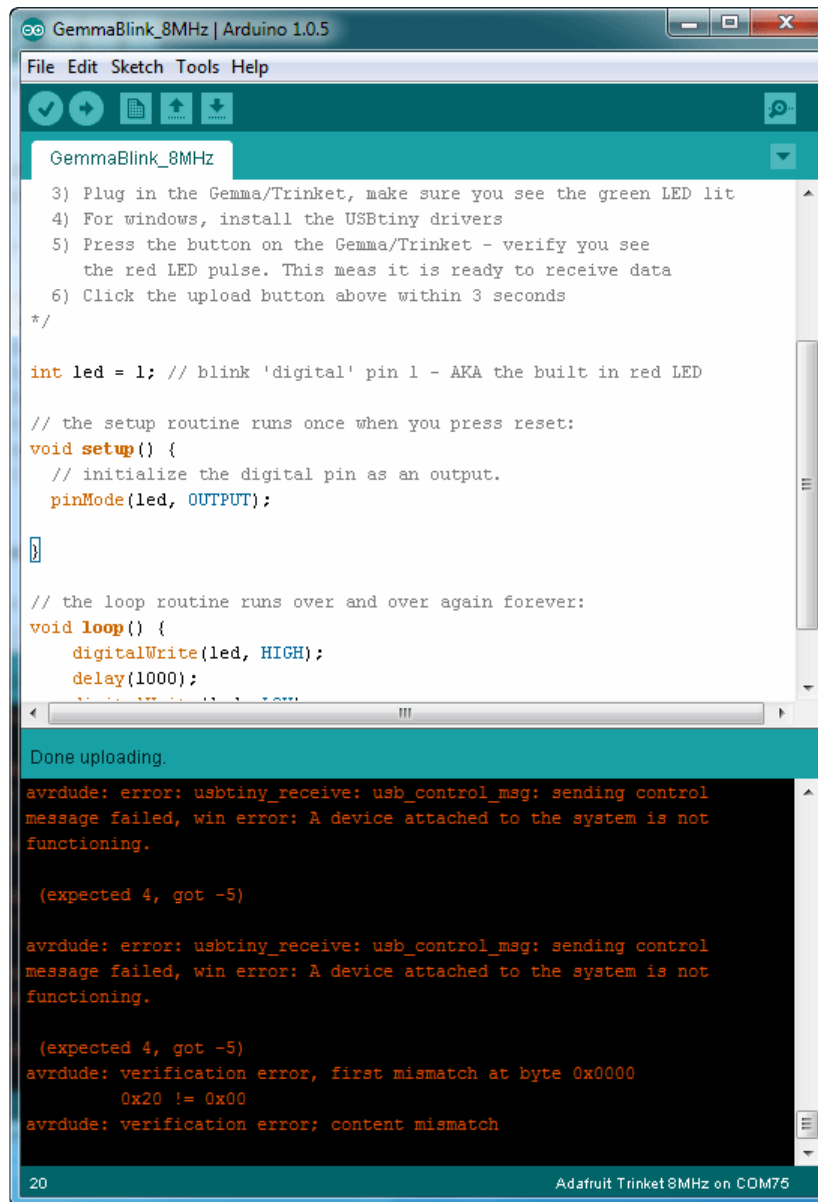 GemmaBlink_8MHz | Arduino 1.0.5
File Edit Sketch Tools Help
GemmaBlink_8MHz
3) Plug in the Gemma/Trinket, make sure you see the green LED lit
4) For windows, install the USBtiny drivers
5) Press the button on the Gemma/Trinket - verify you see
the red LED pulse. This meas it is ready to receive data
6) Click the upload button above within 3 seconds
*/
int led = 1; // blink 'digital' pin 1 - AKA the built in red LED
// the setup routine runs once when you press reset:
void setup() {
// initialize the digital pin as an output.
pinMode(led, OUTPUT);
}
// the loop routine runs over and over again forever:
void loop() {
digitalWrite(led, HIGH);
delay(1000);
Done uploading.
avrdude: error: usbtiny_receive: usb_control_msg: sending control
message failed, win error: A device attached to the system is not
functioning.
(expected 4, got -5)
avrdude: error: usbtiny_receive: usb_control_msg: sending control
message failed, win error: A device attached to the system is not
functioning.
(expected 4, got -5)
avrdude: verification error, first mismatch at byte 0x0000
0x20 != 0x00
avrdude: verification error; content mismatch
20
Adafruit Trinket 8MHz on COM75